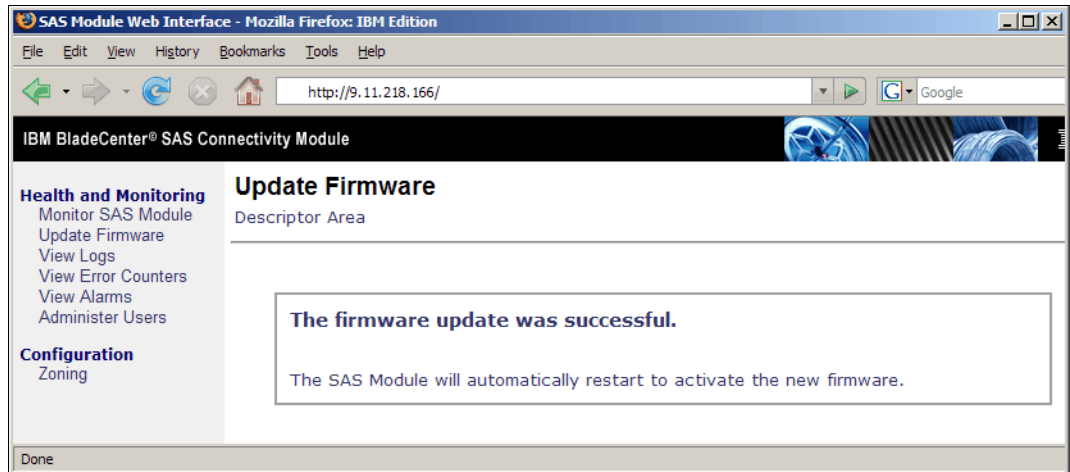 SAS Module Web Interface - Mozilla Firefox: IBM Edition
File Edit View History Bookmarks Tools Help
http://9.11.218.166/
G Google
IBM BladeCenter® SAS Connectivity Module
Health and Monitoring
Monitor SAS Module
Update Firmware
View Logs
View Error Counters
View Alarms
Administer Users
Configuration
Zoning
Update Firmware
Descriptor Area
The firmware update was successful.
The SAS Module will automatically restart to activate the new firmware.
Done